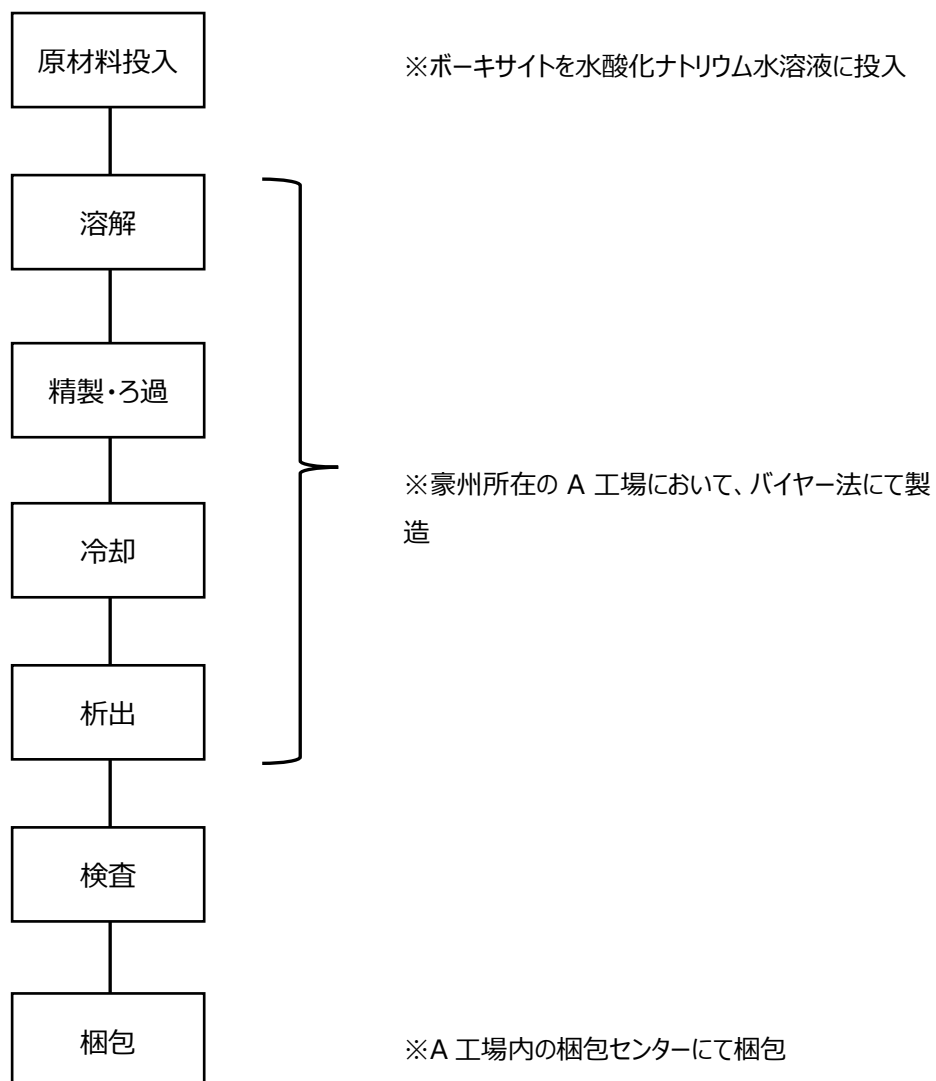 原材料投入
※ボーキサイトを水酸化ナトリウム水溶液に投入
溶解
精製・ろ過
※豪州所在の A 工場において、バイヤー法にて製
造
冷却
析出
検査
梱包
※A 工場内の梱包センターにて梱包